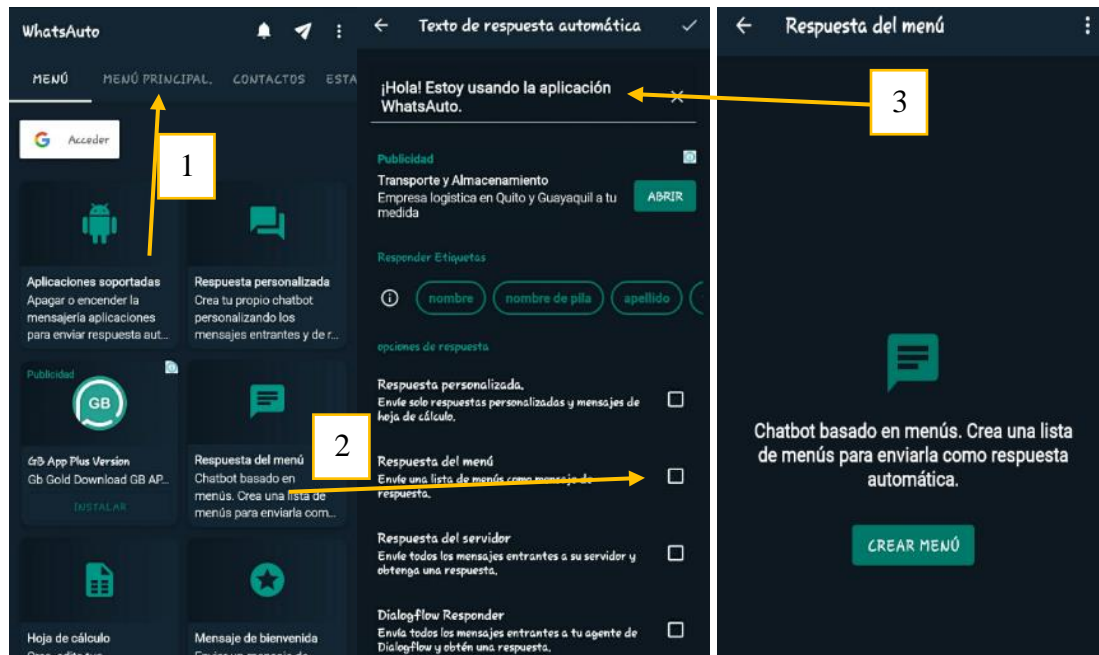 WhatsAuto
MENÚ MENÚ PRINCIPAL. CONTACTOS ESTA
G Acceder
1
Aplicaciones soportadas
Apagar o encender la
mensajería aplicaciones
para enviar respuesta aut...
Respuesta personalizada
Crea tu propio chatbot
personalizando los
mensajes entrantes y de r...
Publicidad
GB
GB App Plus Version
Gb Gold Download GB AP...
INSTALAR
Respuesta del menú
Chatbot basado en
menús. Crea una lista de
menús para enviarla com...
2
Hoja de cálculo
Mensaje de bienvenida
Texto de respuesta automática
¡Hola! Estoy usando la aplicación
WhatsAuto.
Publicidad
Transporte y Almacenamiento
Empresa logistica en Quito y Guayaquil a tu
medida
ABRIR
Responder Etiquetas
nombre nombre de pila apellido
opciones de respuesta
Respuesta personalizada.
Envíe solo respuestas personalizadas y mensajes de
hoja de cálculo.
Respuesta del menú
Envíe una lista de menús como mensaje de
respuesta.
Respuesta del servidor
Envíe todos los mensajes entrantes a su servidor y
obtenga una respuesta.
Dialogflow Responder
Envía todos los mensajes entrantes a tu agente de
Dialogflow y obtén una respuesta.
Respuesta del menú
3
Chatbot basado en menús. Crea una lista
de menús para enviarla como respuesta
automática.
CREAR MENÚ